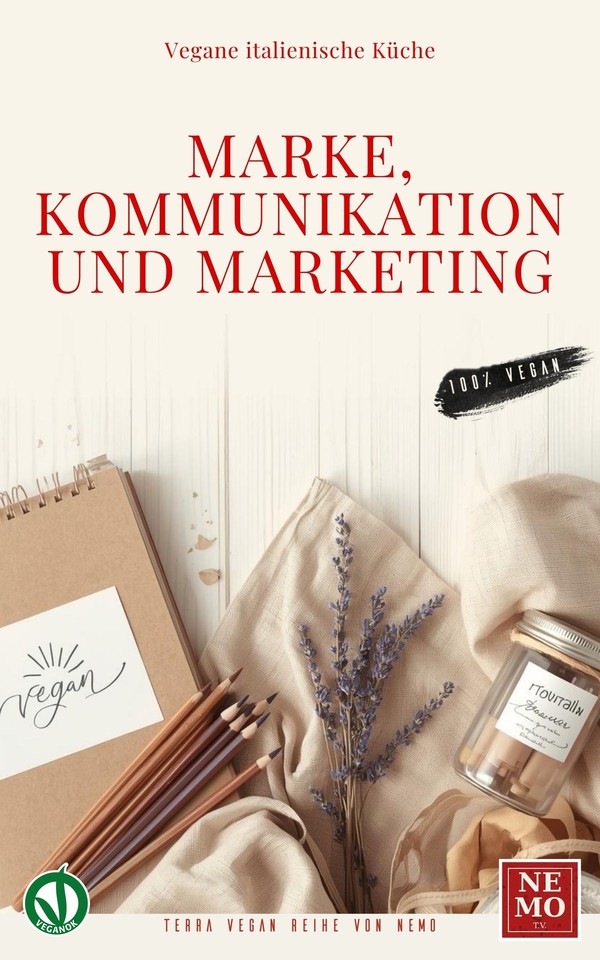 Vegane italienische Küche
MARKE,
KOMMUNIKATION
UND MARKETING
100% VEGAN
vegan
VEGANOK
TERRA VEGAN REIHE VON NEMO
NE
MO
T.V.